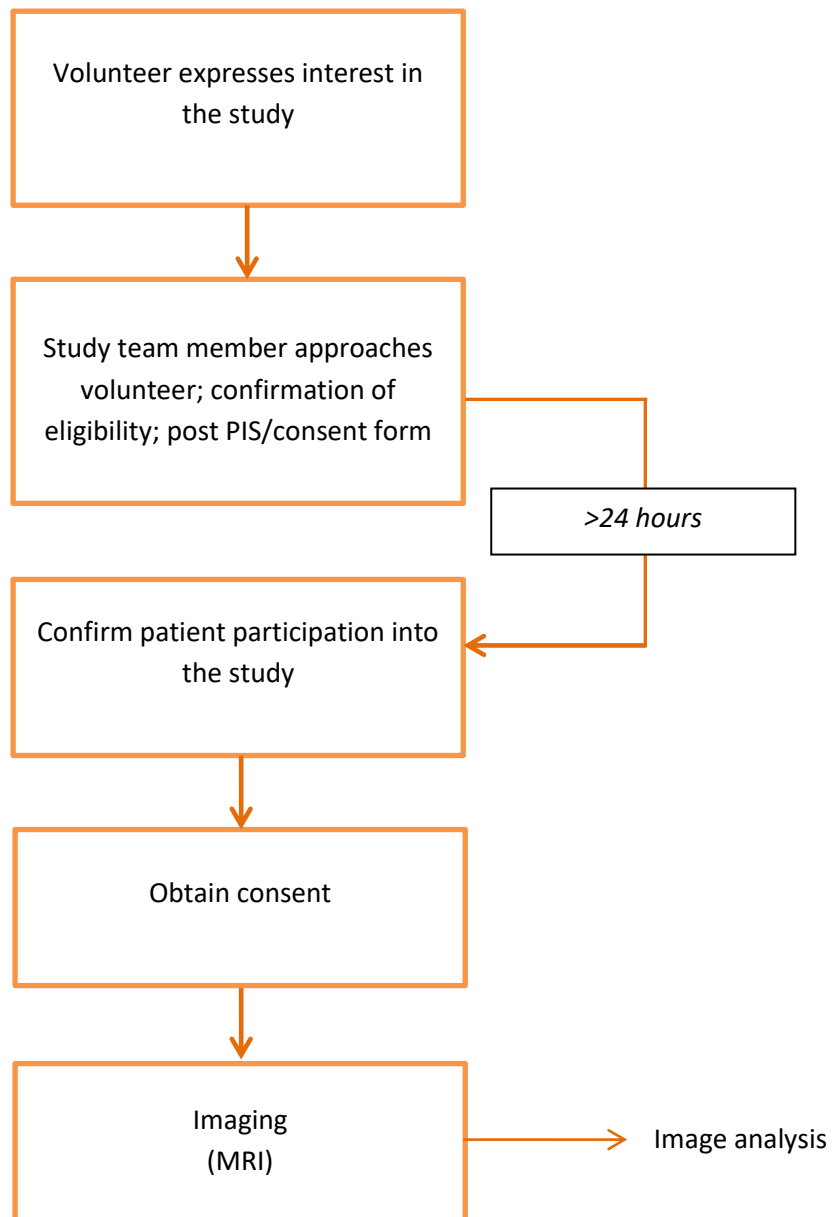 Volunteer expresses interest in
the study
Study team member approaches
volunteer; confirmation of
eligibility; post PIS/consent form
>24 hours
Confirm patient participation into
the study
Obtain consent
Imaging
(MRI)
Image analysis